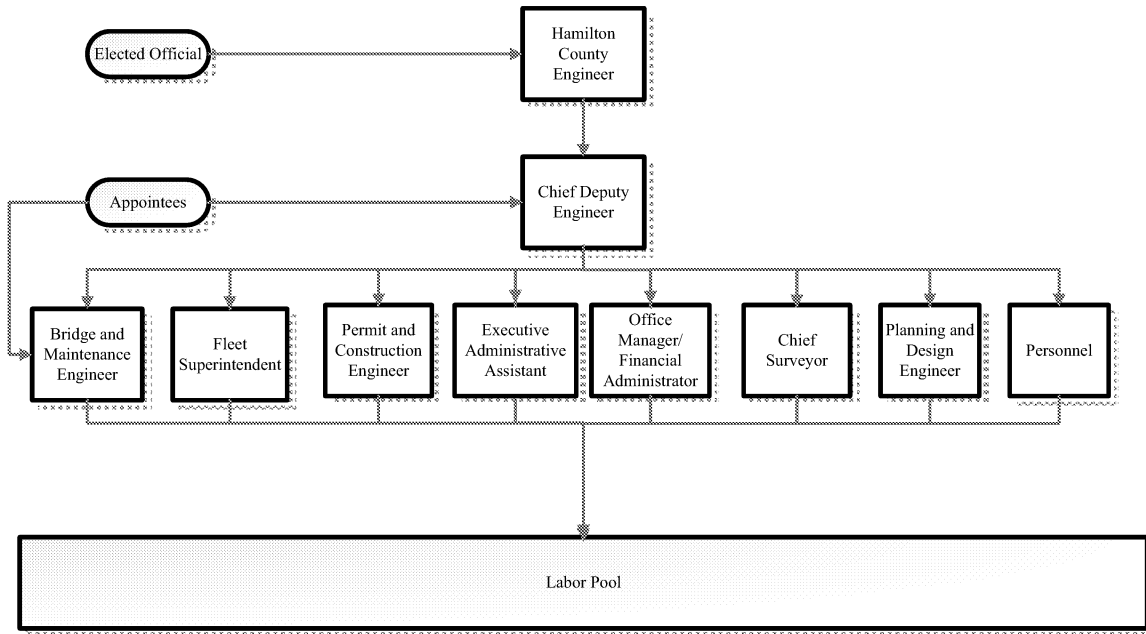 Elected Official
Hamilton
County
Engineer
Appointees
Chief Deputy
Engineer
Bridge and
Maintenance
Engineer
Fleet
Superintendent
Permit and
Construction
Engineer
Executive
Administrative
Assistant
Office
Manager/
Financial
Administrator
Chief
Surveyor
Planning and
Design
Engineer
Personnel
Labor Pool